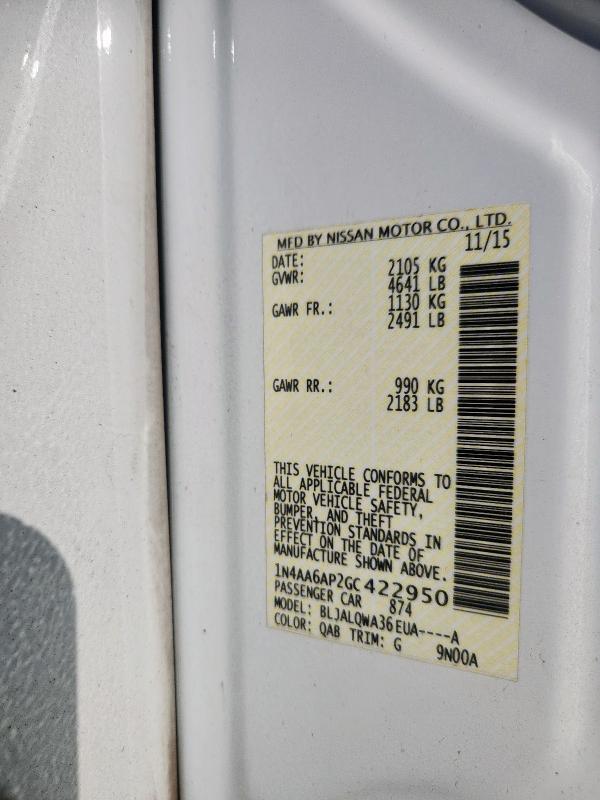 MFD BY NISSAN MOTOR CO., LTD.
DATE: 11/15
GVWR: 2105 KG
4641 LB
GAWR FR.: 1130 KG
2491 LB
GAWR RR.: 990 KG
2183 LB
THIS VEHICLE CONFORMS TO
ALL APPLICABLE FEDERAL
MOTOR VEHICLE SAFETY,
BUMPER, AND THEFT
PREVENTION STANDARDS IN
EFFECT ON THE DATE OF
MANUFACTURE SHOWN ABOVE.
1N4AA6AP2GC422950
PASSENGER CAR 874
MODEL: BLJALQWA36EUA----A
COLOR: QAB TRIM: G 9N00A